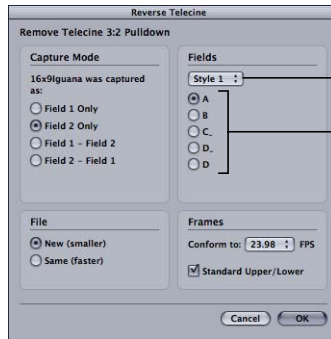 Reverse Telecine
Remove Telecine 3:2 Pulldown
Capture Mode
16x9Iguana was captured
as:
Field 1 Only
Field 2 Only
Field 1 - Field 2
Field 2 - Field 1
Fields
Style 1
A
B
C_
D_
D
File
New (smaller)
Same (faster)
Frames
Conform to: 23.98 FPS
Standard Upper/Lower
Cancel OK